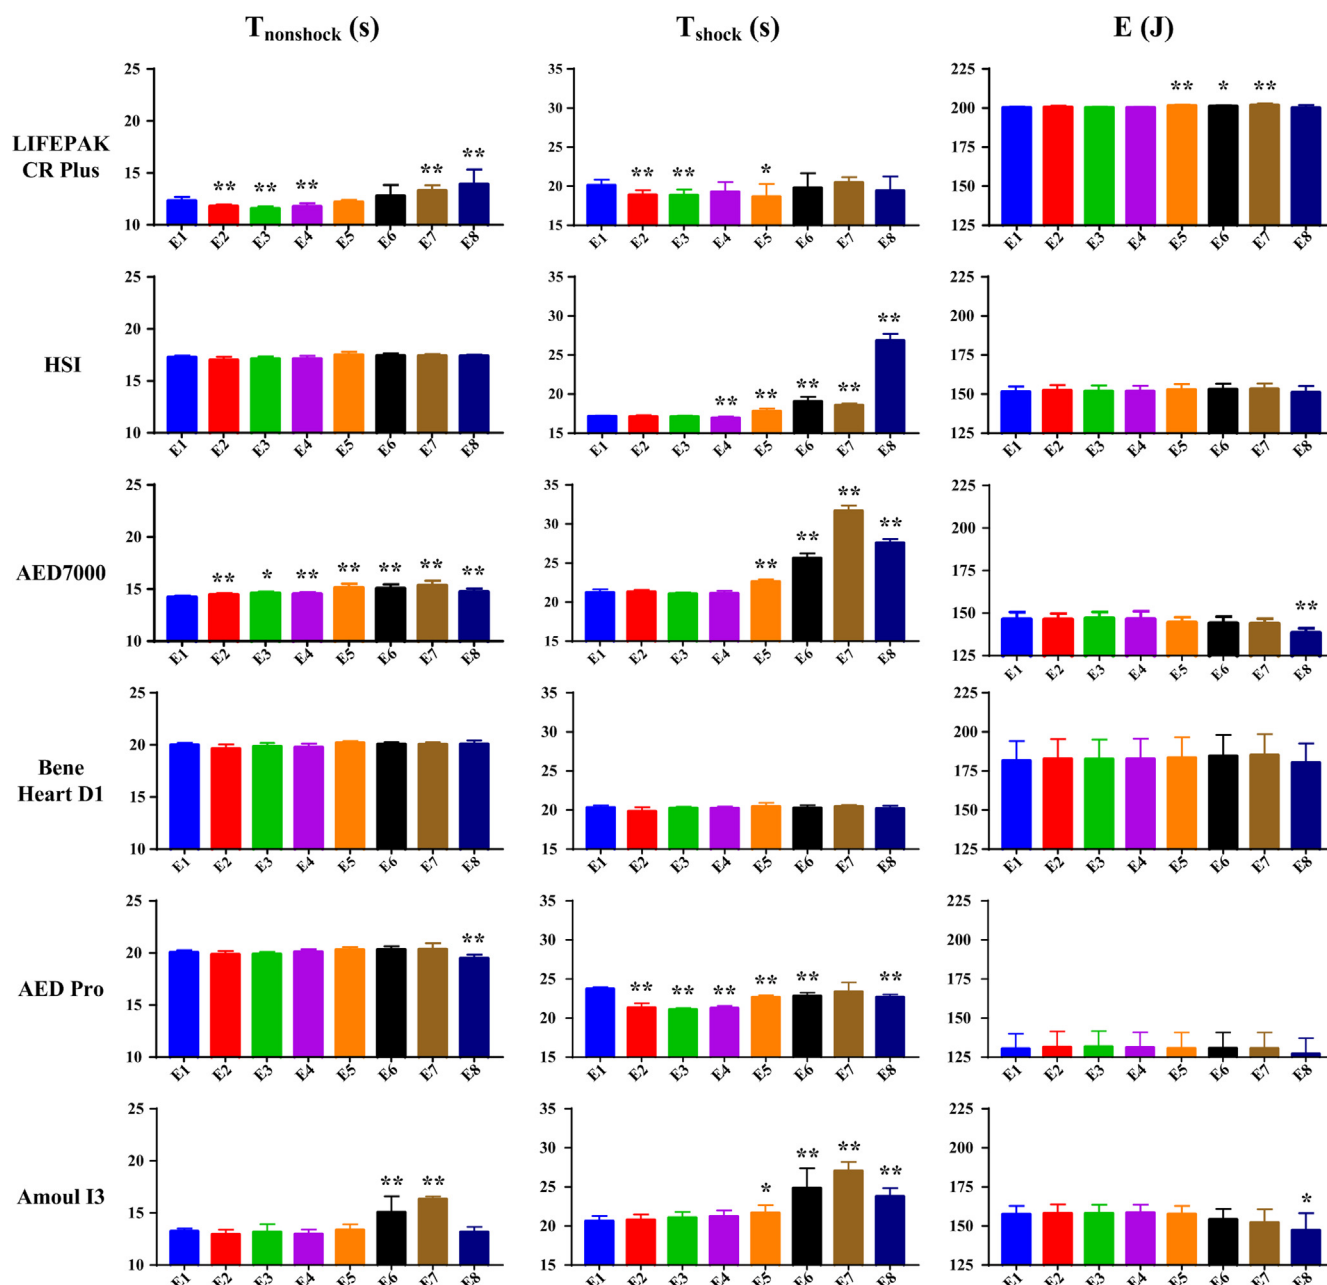 T_nonshock (s) T_shock (s) E (J)
LIFEPAK
CR Plus
25
20
15
10
** ** ** ** **
E1 E2 E3 E4 E5 E6 E7 E8
35
30
25
20
15
** ** *
E1 E2 E3 E4 E5 E6 E7 E8
225
200
175
150
125
** * **
E1 E2 E3 E4 E5 E6 E7 E8
HSI
25
20
15
10
E1 E2 E3 E4 E5 E6 E7 E8
35
30
25
20
15
** ** ** ** **
E1 E2 E3 E4 E5 E6 E7 E8
225
200
175
150
125
E1 E2 E3 E4 E5 E6 E7 E8
AED7000
25
20
15
10
** * ** ** ** ** **
E1 E2 E3 E4 E5 E6 E7 E8
35
30
25
20
15
** ** ** **
E1 E2 E3 E4 E5 E6 E7 E8
225
200
175
150
125
**
E1 E2 E3 E4 E5 E6 E7 E8
Bene
Heart D1
25
20
15
10
E1 E2 E3 E4 E5 E6 E7 E8
35
30
25
20
15
E1 E2 E3 E4 E5 E6 E7 E8
225
200
175
150
125
E1 E2 E3 E4 E5 E6 E7 E8
AED Pro
25
20
15
10
**
E1 E2 E3 E4 E5 E6 E7 E8
35
30
25
20
15
** ** ** ** ** **
E1 E2 E3 E4 E5 E6 E7 E8
225
200
175
150
125
E1 E2 E3 E4 E5 E6 E7 E8
Amoul I3
25
20
15
10
** **
E1 E2 E3 E4 E5 E6 E7 E8
35
30
25
20
15
* ** ** **
E1 E2 E3 E4 E5 E6 E7 E8
225
200
175
150
125
*
E1 E2 E3 E4 E5 E6 E7 E8